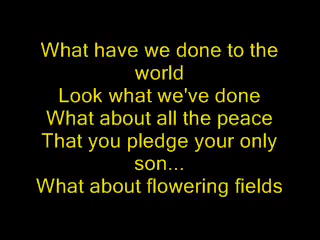 What have we done to the
world
Look what we've done
What about all the peace
That you pledge your only
son...
What about flowering fields